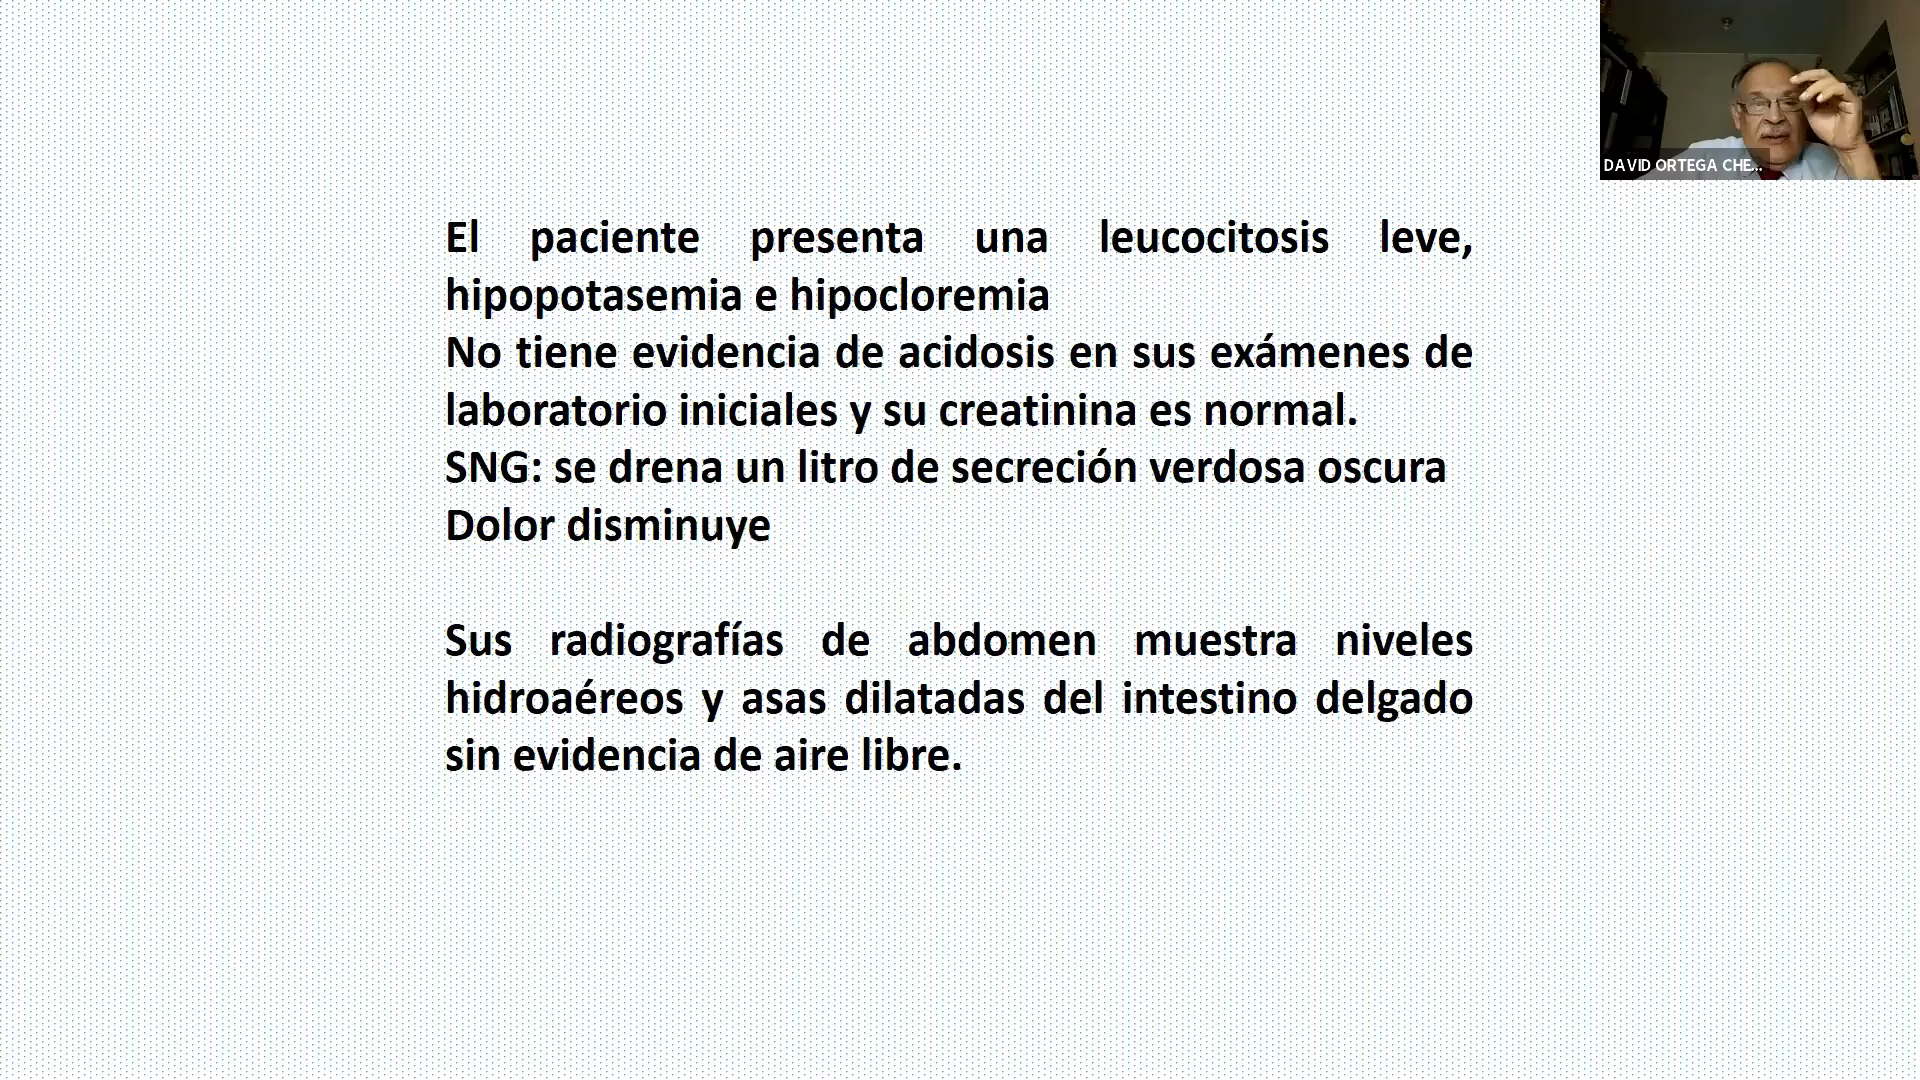 DAVID ORTEGA CHE...
El paciente presenta una leucocitosis leve,
hipopotasemia e hipocloremia
No tiene evidencia de acidosis en sus exámenes de
laboratorio iniciales y su creatinina es normal.
SNG: se drena un litro de secreción verdosa oscura
Dolor disminuye
Sus radiografías de abdomen muestra niveles
hidroaéreos y asas dilatadas del intestino delgado
sin evidencia de aire libre.